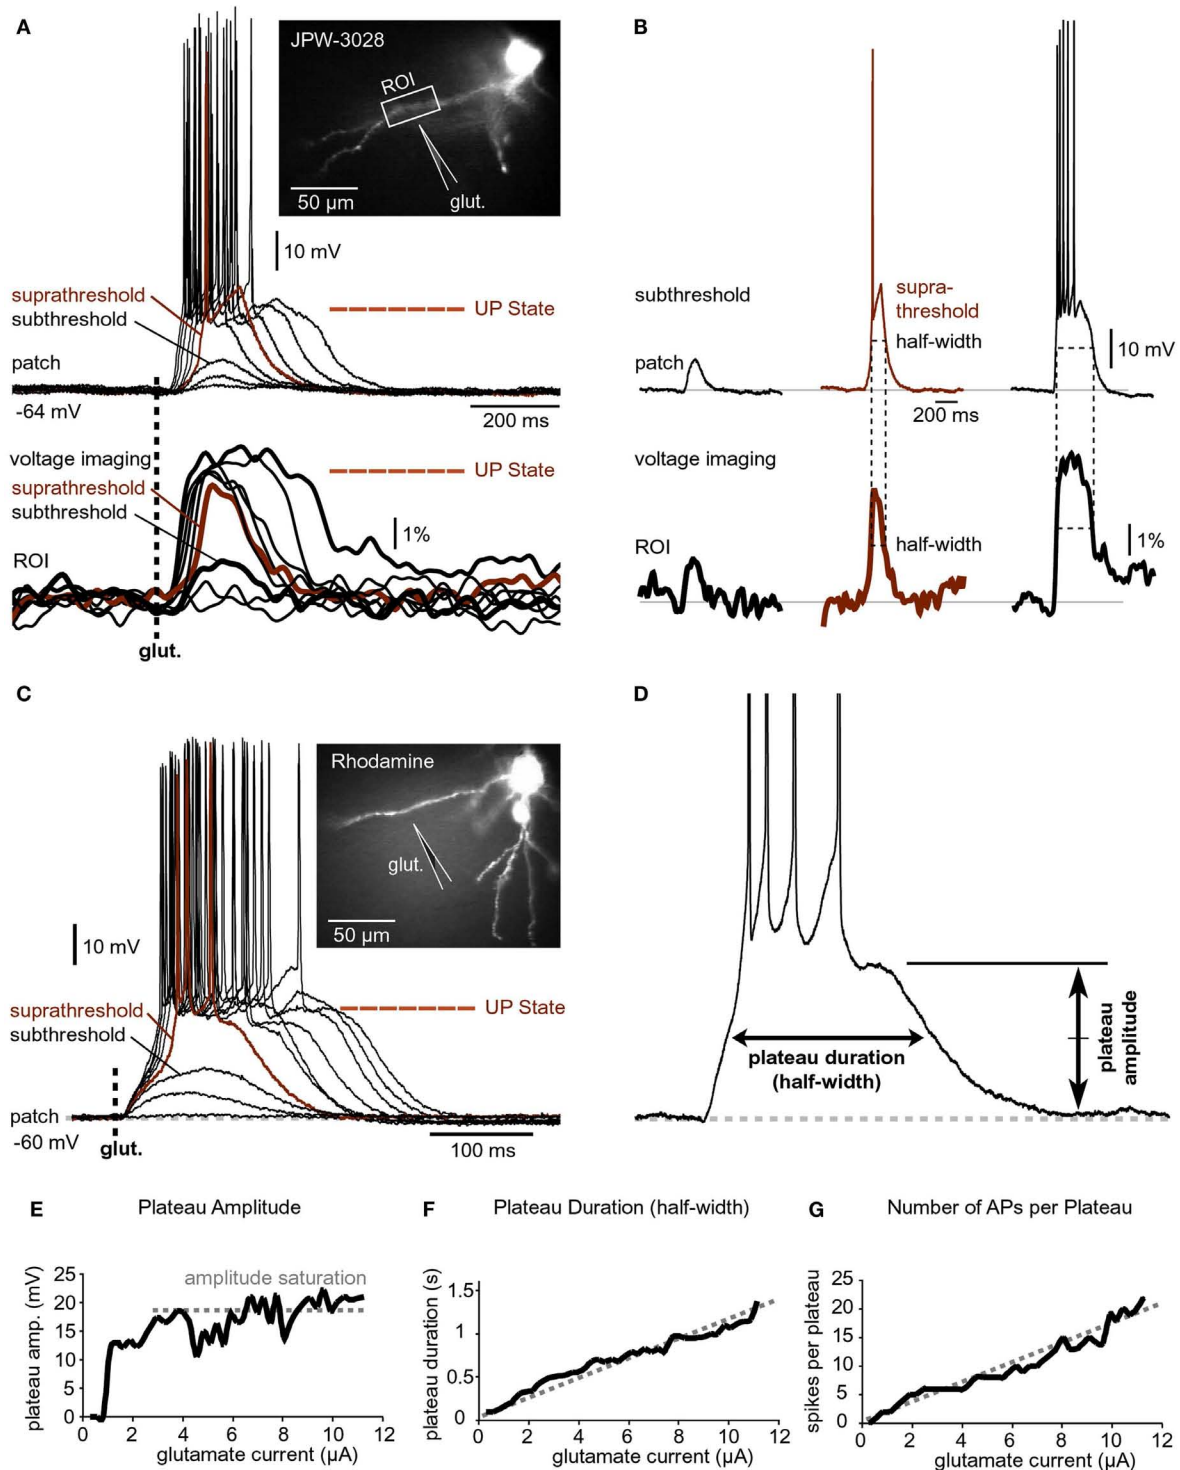 A
JPW-3028
ROI
glut.
50 µm
10 mV
suprathreshold
subthreshold
UP State
patch
-64 mV
200 ms
voltage imaging
suprathreshold
subthreshold
UP State
1%
ROI
glut.
B
subthreshold
supra-
threshold
half-width
patch
10 mV
200 ms
voltage imaging
ROI
half-width
1%
C
Rhodamine
glut.
50 µm
10 mV
suprathreshold
subthreshold
UP State
patch
-60 mV
glut.
100 ms
D
plateau duration
(half-width)
plateau
amplitude
E Plateau Amplitude
plateau amp. (mV)
25
20
15
10
5
0
amplitude saturation
0 2 4 6 8 10 12
glutamate current (µA)
F Plateau Duration (half-width)
plateau duration (s)
1.5
1
0.5
0
0 2 4 6 8 10 12
glutamate current (µA)
G Number of APs per Plateau
spikes per plateau
25
20
15
10
5
0
0 2 4 6 8 10 12
glutamate current (µA)